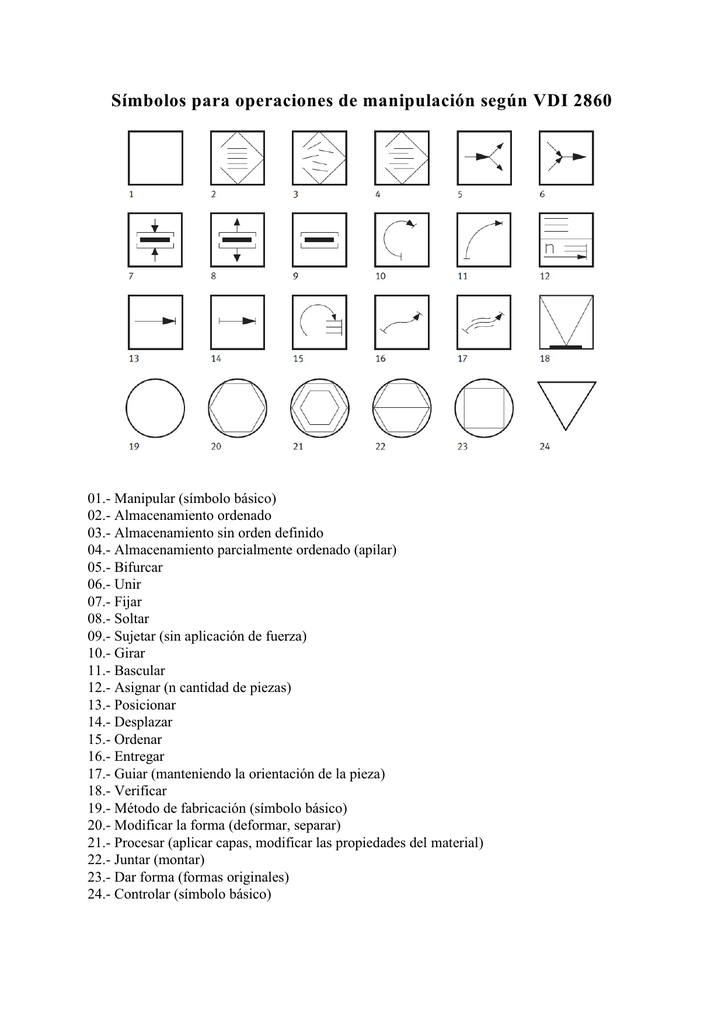 Símbolos para operaciones de manipulación según VDI 2860
1 2 3 4 5 6
n
7 8 9 10 11 12
13 14 15 16 17 18
19 20 21 22 23 24
01.- Manipular (símbolo básico)
02.- Almacenamiento ordenado
03.- Almacenamiento sin orden definido
04.- Almacenamiento parcialmente ordenado (apilar)
05.- Bifurcar
06.- Unir
07.- Fijar
08.- Soltar
09.- Sujetar (sin aplicación de fuerza)
10.- Girar
11.- Bascular
12.- Asignar (n cantidad de piezas)
13.- Posicionar
14.- Desplazar
15.- Ordenar
16.- Entregar
17.- Guiar (manteniendo la orientación de la pieza)
18.- Verificar
19.- Método de fabricación (símbolo básico)
20.- Modificar la forma (deformar, separar)
21.- Procesar (aplicar capas, modificar las propiedades del material)
22.- Juntar (montar)
23.- Dar forma (formas originales)
24.- Controlar (símbolo básico)